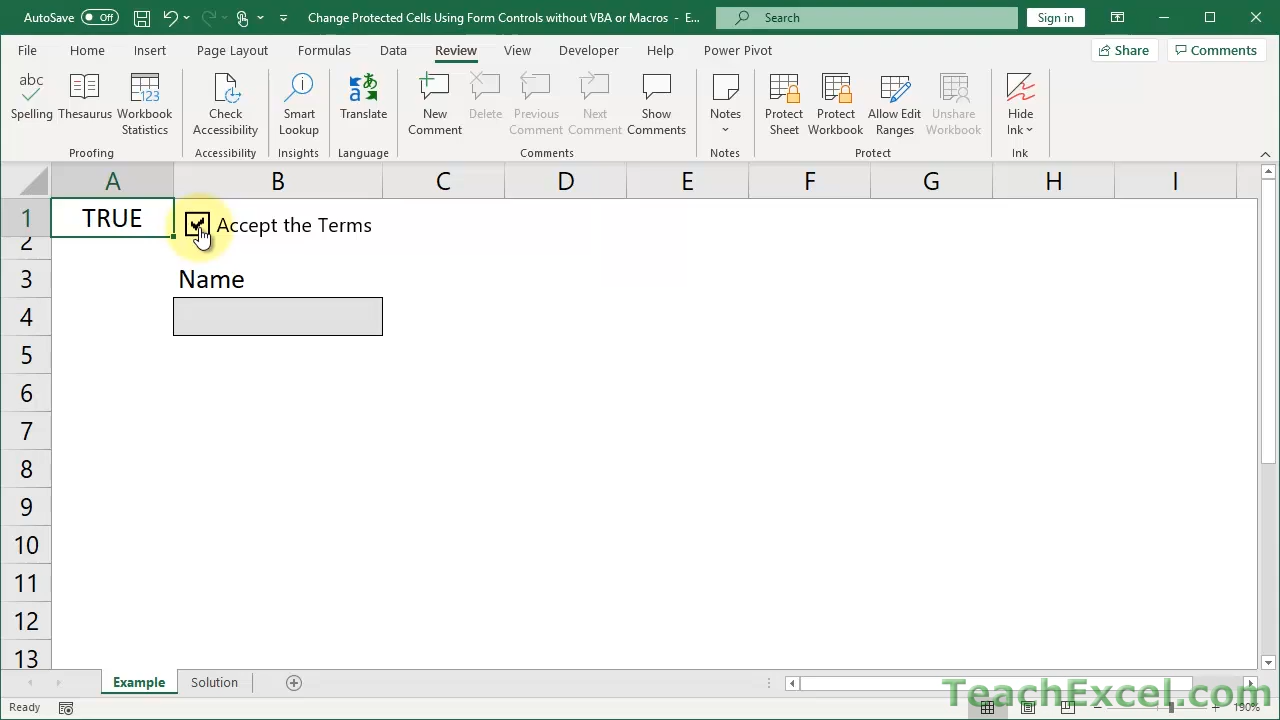 AutoSave Off Change Protected Cells Using Form Controls without VBA or Macros - E... Search Sign in
File Home Insert Page Layout Formulas Data Review View Developer Help Power Pivot Share Comments
abc 123
Spelling Thesaurus Workbook Statistics Check Accessibility Smart Lookup Translate New Comment Delete Previous Comment Next Comment Show Comments Notes Protect Sheet Protect Workbook Allow Edit Ranges Unshare Workbook Hide Ink
Proofing Accessibility Insights Language Comments Notes Protect Ink
A B C D E F G H I
1 TRUE Accept the Terms
2
3 Name
4
5
6
7
8
9
10
11
12
13
Example Solution
TeachExcel.com
Ready 190%